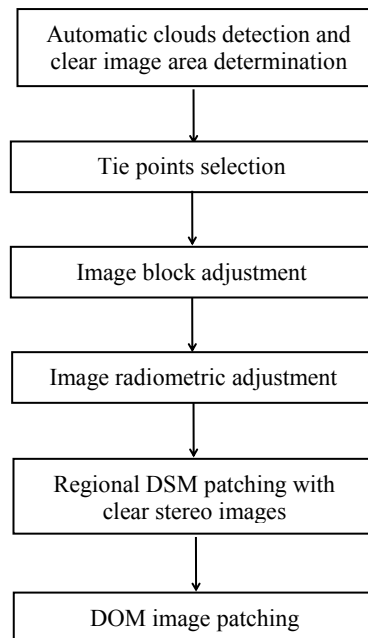 Automatic clouds detection and
clear image area determination
Tie points selection
Image block adjustment
Image radiometric adjustment
Regional DSM patching with
clear stereo images
DOM image patching